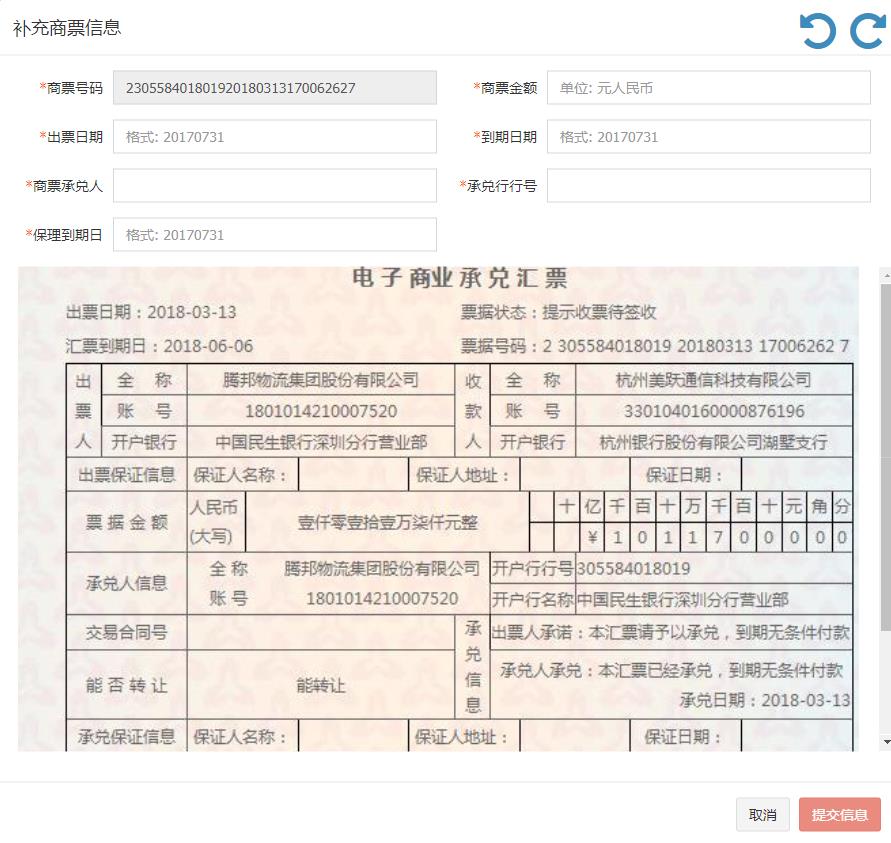 补充商票信息
*商票号码 230558401801920180313170062627 *商票金额 单位: 元人民币
*出票日期 格式: 20170731 *到期日期 格式: 20170731
*商票承兑人 *承兑行行号
*保理到期日 格式: 20170731
电子商业承兑汇票
出票日期：2018-03-13 票据状态：提示收票待签收
汇票到期日：2018-06-06 票据号码：2 305584018019 20180313 17006262 7
出 全 称 腾邦物流集团股份有限公司 收 全 称 杭州美跃通信科技有限公司
票 账 号 1801014210007520 款 账 号 3301040160000876196
人 开户银行 中国民生银行深圳分行营业部 人 开户银行 杭州银行股份有限公司湖墅支行
出票保证信息 保证人名称： 保证人地址： 保证日期：
票据金额 人民币 壹仟零壹拾壹万柒仟元整 十 亿 千 百 十 万 千 百 十 元 角 分
(大写) ¥ 1 0 1 1 7 0 0 0 0 0
承兑人信息 全 称 腾邦物流集团股份有限公司 开户行行号 305584018019
账 号 1801014210007520 开户行名称 中国民生银行深圳分行营业部
交易合同号 承兑信息 出票人承诺：本汇票请予以承兑，到期无条件付款
能否转让 能转让 承兑人承兑：本汇票已经承兑，到期无条件付款
承兑日期：2018-03-13
承兑保证信息 保证人名称： 保证人地址： 保证日期：
取消 提交信息